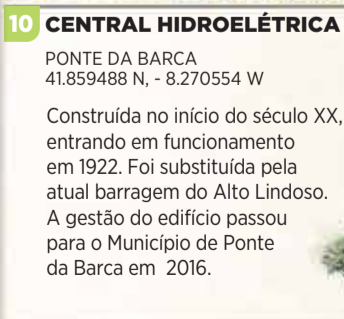 10 CENTRAL HIDROELÉTRICA
PONTE DA BARCA
41.859488 N, - 8.270554 W
Construída no início do século XX,
entrando em funcionamento
em 1922. Foi substituída pela
atual barragem do Alto Lindoso.
A gestão do edifício passou
para o Município de Ponte
da Barca em  2016.